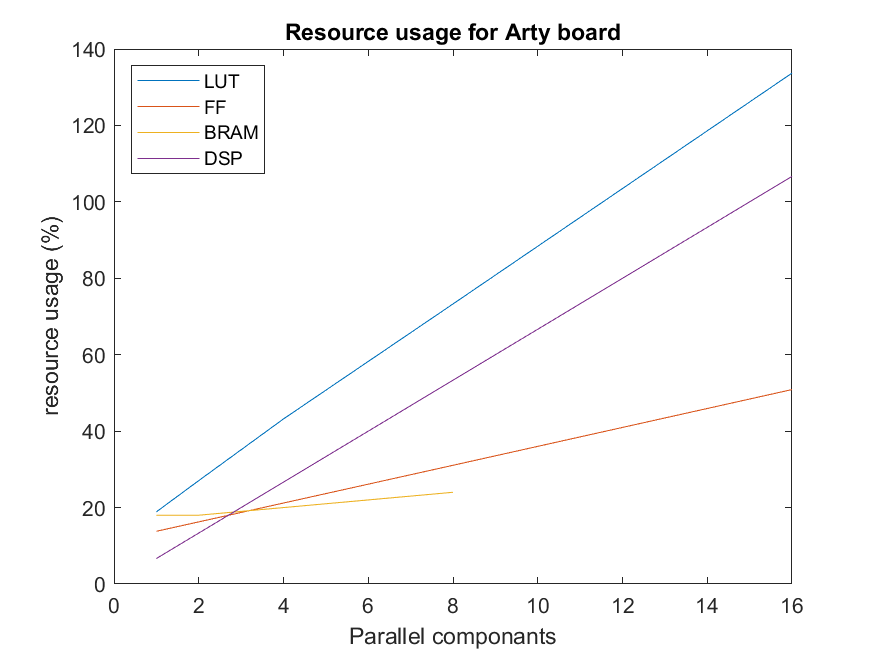 Resource usage for Arty board
140
120
100
80
60
40
20
0
resource usage (%)
LUT
FF
BRAM
DSP
0 2 4 6 8 10 12 14 16
Parallel componants